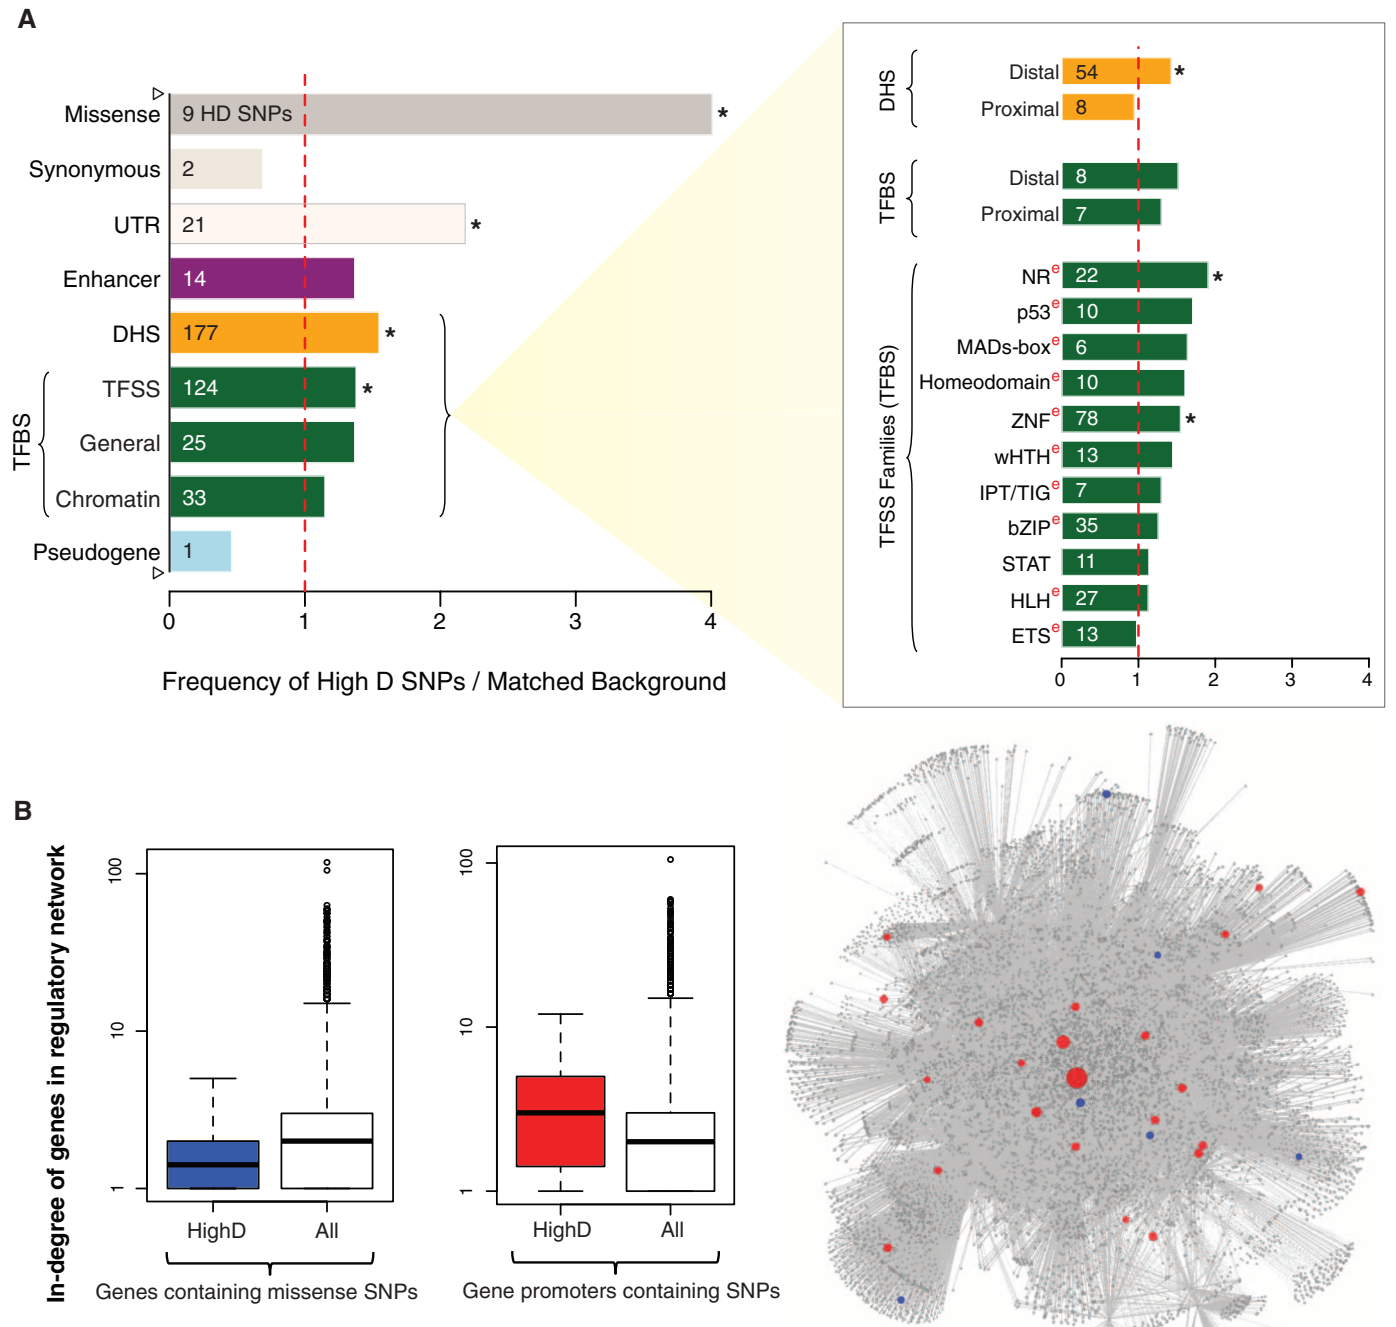 A
Missense
9 HD SNPs
*
Synonymous
2
UTR
21
*
Enhancer
14
DHS
177
*
TFBS
TFSS
124
*
General
25
Chromatin
33
Pseudogene
1
0 1 2 3 4
Frequency of High D SNPs / Matched Background
DHS
Distal
54
*
Proximal
8
TFBS
Distal
8
Proximal
7
TFSS Families (TFBS)
NRe
22
*
p53e
10
MADs-boxe
6
Homeodomaine
10
ZNFe
78
*
wHTHe
13
IPT/TIGe
7
bZIPe
35
STAT
11
HLHe
27
ETSe
13
0 1 2 3 4
B
In-degree of genes in regulatory network
100
10
1
HighD All
Genes containing missense SNPs
100
10
1
HighD All
Gene promoters containing SNPs